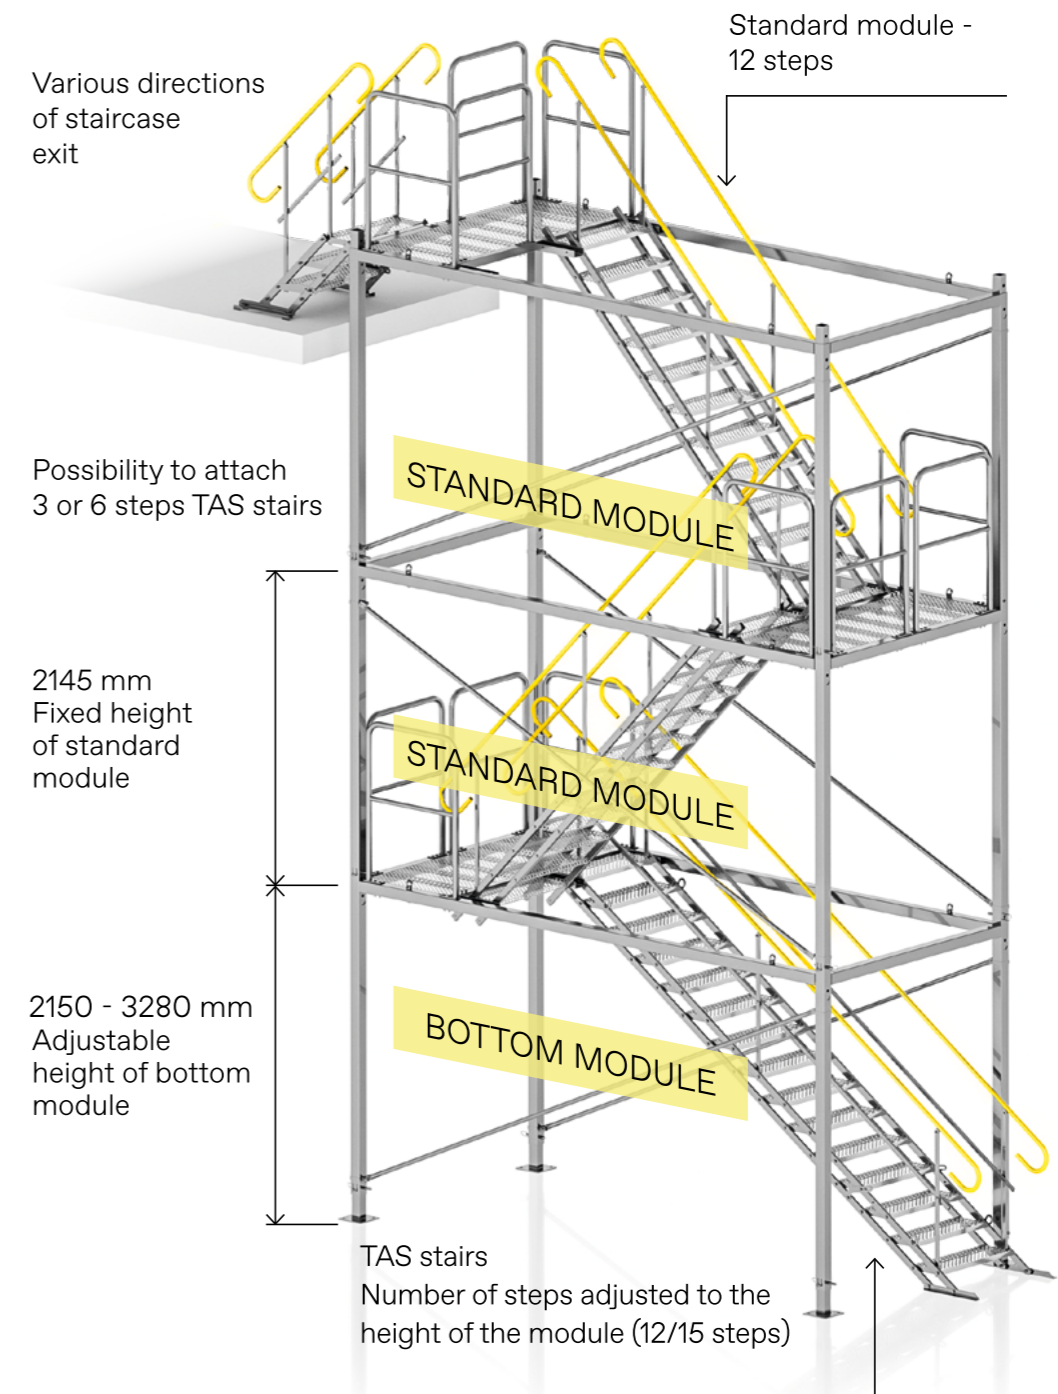 Standard module -
12 steps
Various directions
of staircase
exit
Possibility to attach
3 or 6 steps TAS stairs
STANDARD MODULE
2145 mm
Fixed height
of standard
module
STANDARD MODULE
2150 - 3280 mm
Adjustable
height of bottom
module
BOTTOM MODULE
TAS stairs
Number of steps adjusted to the
height of the module (12/15 steps)